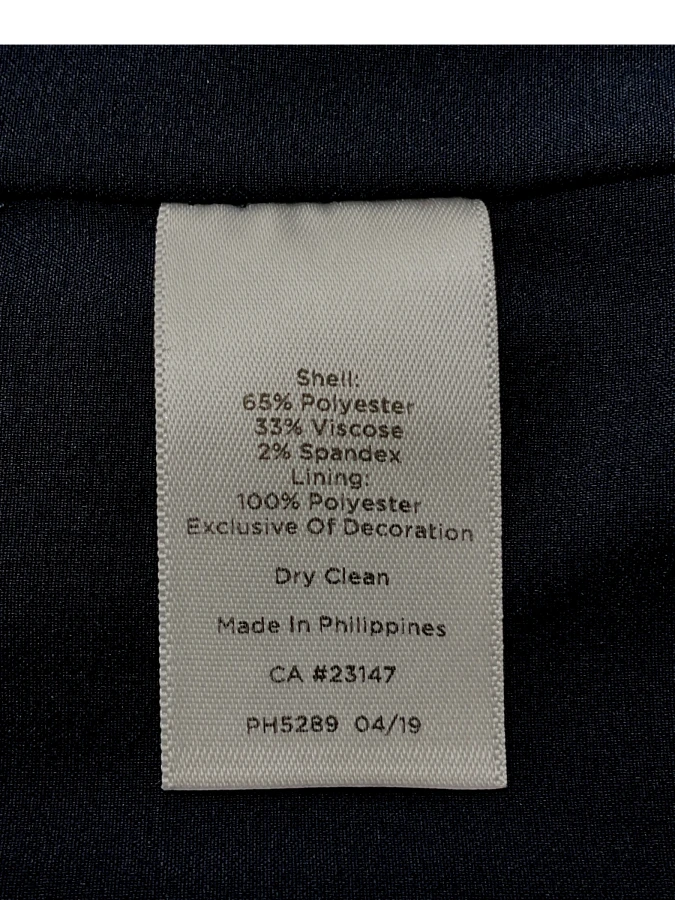 Shell:
65% Polyester
33% Viscose
2% Spandex
Lining:
100% Polyester
Exclusive Of Decoration
Dry Clean
Made In Philippines
CA #23147
PH5289 04/19